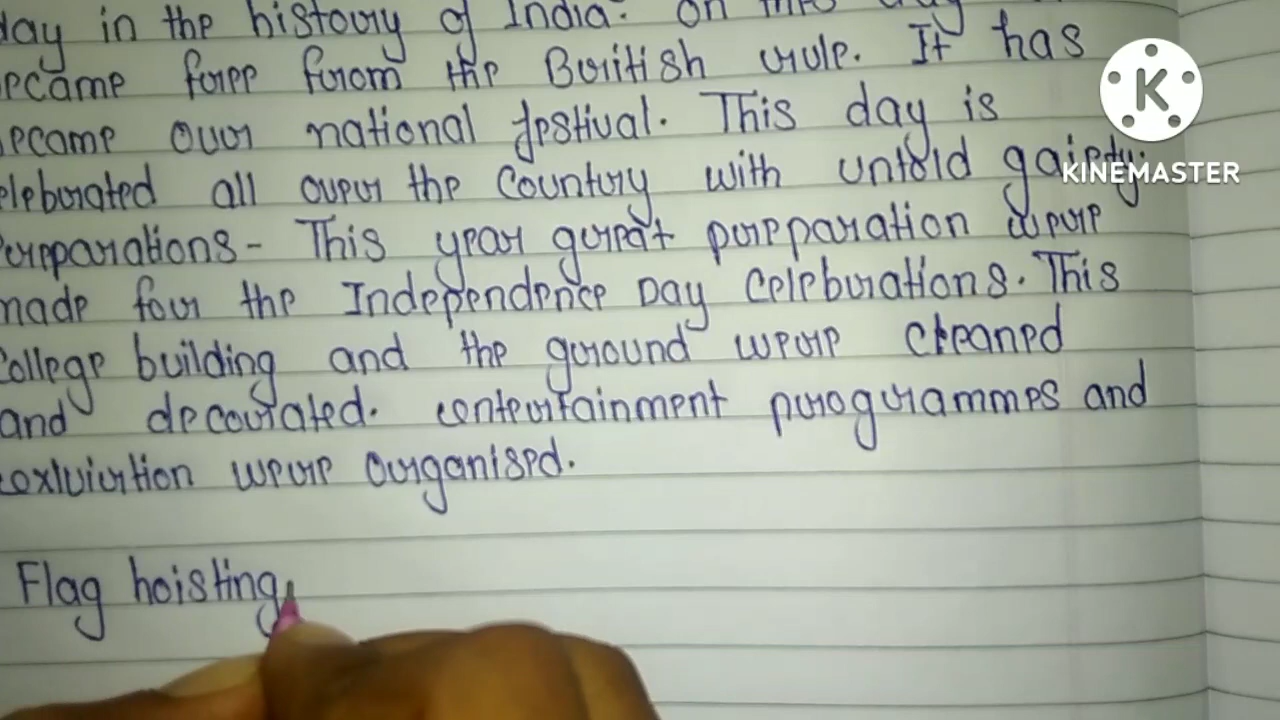 day in the history of India. On this day
became free from the British rule. It has
become our national festival. This day is
celebrated all over the country with untold gaiety.
Preparations - This year great preparation were
made for the Independence Day Celebrations. This
College building and the ground were cleaned
and decorated. entertainment programmes and
were organised.
Flag hoisting
K
KINEMASTER